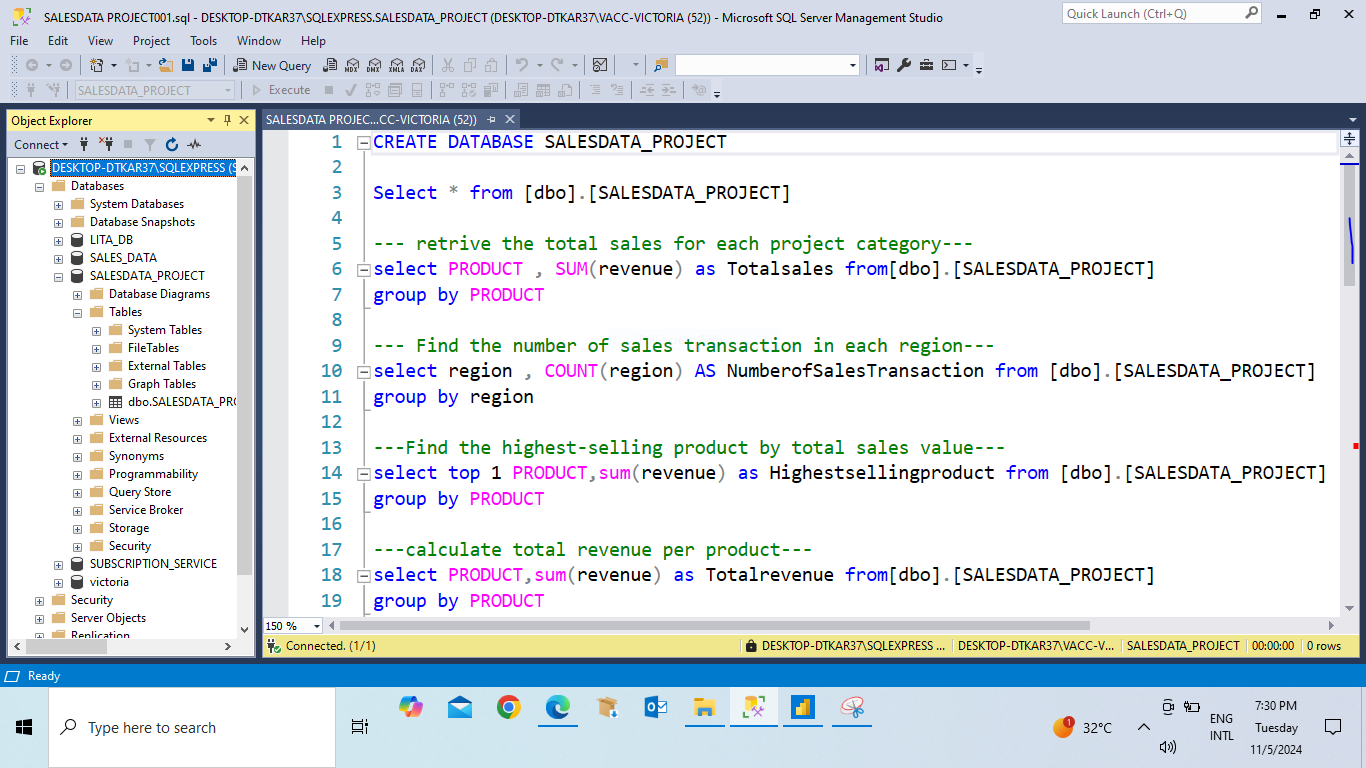 SALESDATA PROJECT001.sql - DESKTOP-DTKAR37\SQLEXPRESS.SALESDATA_PROJECT (DESKTOP-DTKAR37\VACC-VICTORIA (52)) - Microsoft SQL Server Management Studio
Quick Launch (Ctrl+Q)
File Edit View Project Tools Window Help
New Query
MDX DMX XMLA DAX
SALESDATA_PROJECT
Execute
Object Explorer
Connect
DESKTOP-DTKAR37\SQLEXPRESS (S
Databases
System Databases
Database Snapshots
LITA_DB
SALES_DATA
SALESDATA_PROJECT
Database Diagrams
Tables
System Tables
FileTables
External Tables
Graph Tables
dbo.SALESDATA_PR
Views
External Resources
Synonyms
Programmability
Query Store
Service Broker
Storage
Security
SUBSCRIPTION_SERVICE
victoria
Security
Server Objects
Replication
SALESDATA PROJEC...CC-VICTORIA (52))
1 CREATE DATABASE SALESDATA_PROJECT
2
3 Select * from [dbo].[SALESDATA_PROJECT]
4
5 --- retrive the total sales for each project category---
6 select PRODUCT , SUM(revenue) as Totalsales from[dbo].[SALESDATA_PROJECT]
7 group by PRODUCT
8
9 --- Find the number of sales transaction in each region---
10 select region , COUNT(region) AS NumberofSalesTransaction from [dbo].[SALESDATA_PROJECT]
11 group by region
12
13 ---Find the highest-selling product by total sales value---
14 select top 1 PRODUCT,sum(revenue) as Highestsellingproduct from [dbo].[SALESDATA_PROJECT]
15 group by PRODUCT
16
17 ---calculate total revenue per product---
18 select PRODUCT,sum(revenue) as Totalrevenue from[dbo].[SALESDATA_PROJECT]
19 group by PRODUCT
150 %
Connected. (1/1)
DESKTOP-DTKAR37\SQLEXPRESS ...
DESKTOP-DTKAR37\VACC-V...
SALESDATA_PROJECT
00:00:00
0 rows
Ready
Type here to search
1
32°C
ENG
INTL
7:30 PM
Tuesday
11/5/2024